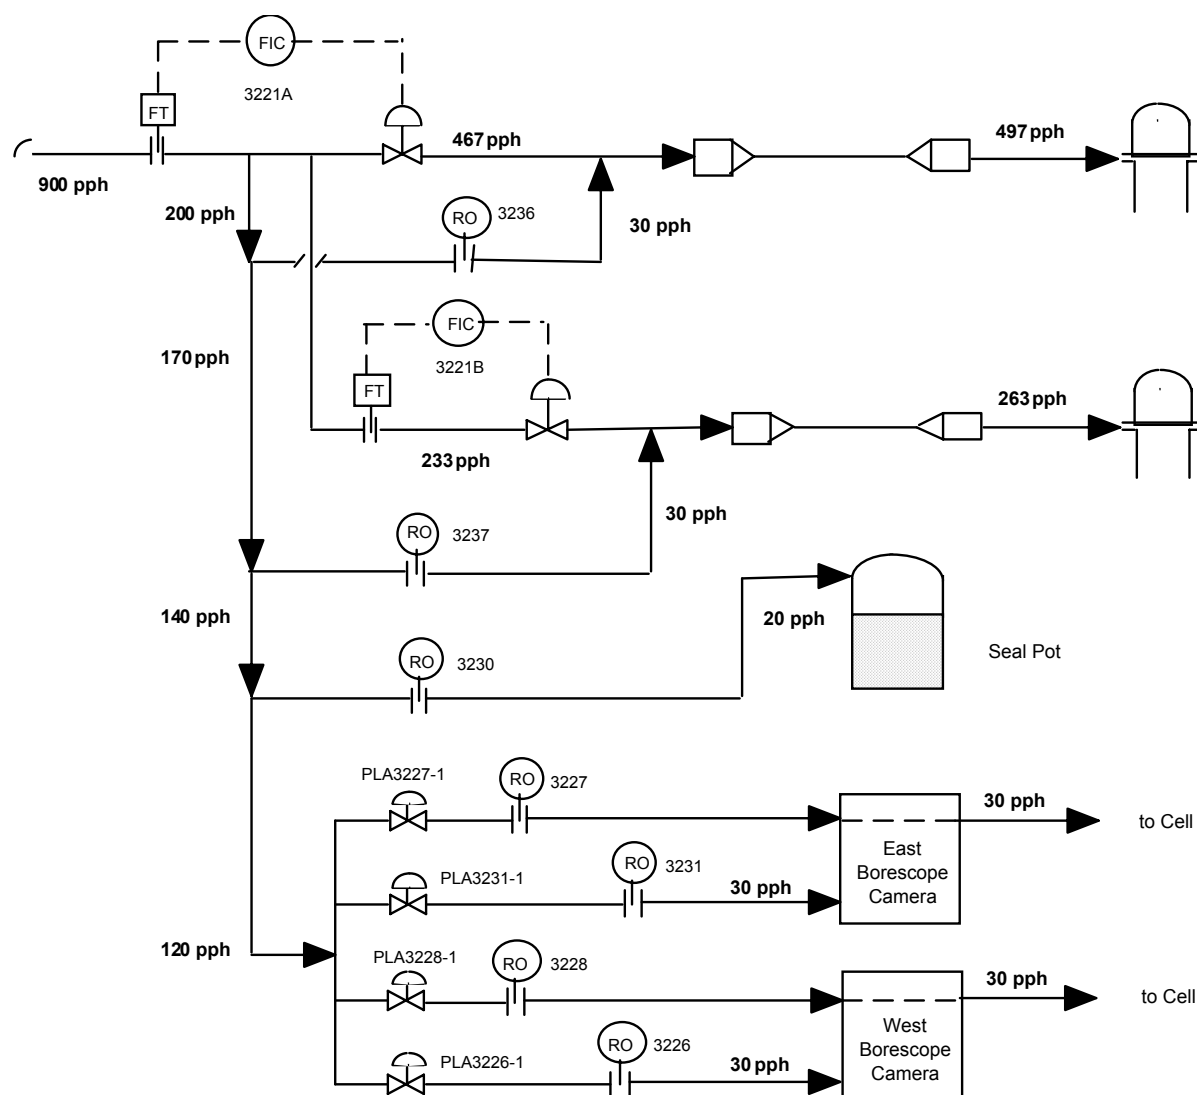 FIC
3221A
FT
467 pph
497 pph
900 pph
200 pph
RO
3236
30 pph
FIC
3221B
170 pph
FT
263 pph
233 pph
30 pph
RO
3237
140 pph
20 pph
RO
3230
Seal Pot
PLA3227-1
RO
3227
30 pph
to Cell
East
Borescope
Camera
RO
3231
PLA3231-1
30 pph
120 pph
PLA3228-1
RO
3228
30 pph
to Cell
West
Borescope
Camera
RO
3226
PLA3226-1
30 pph